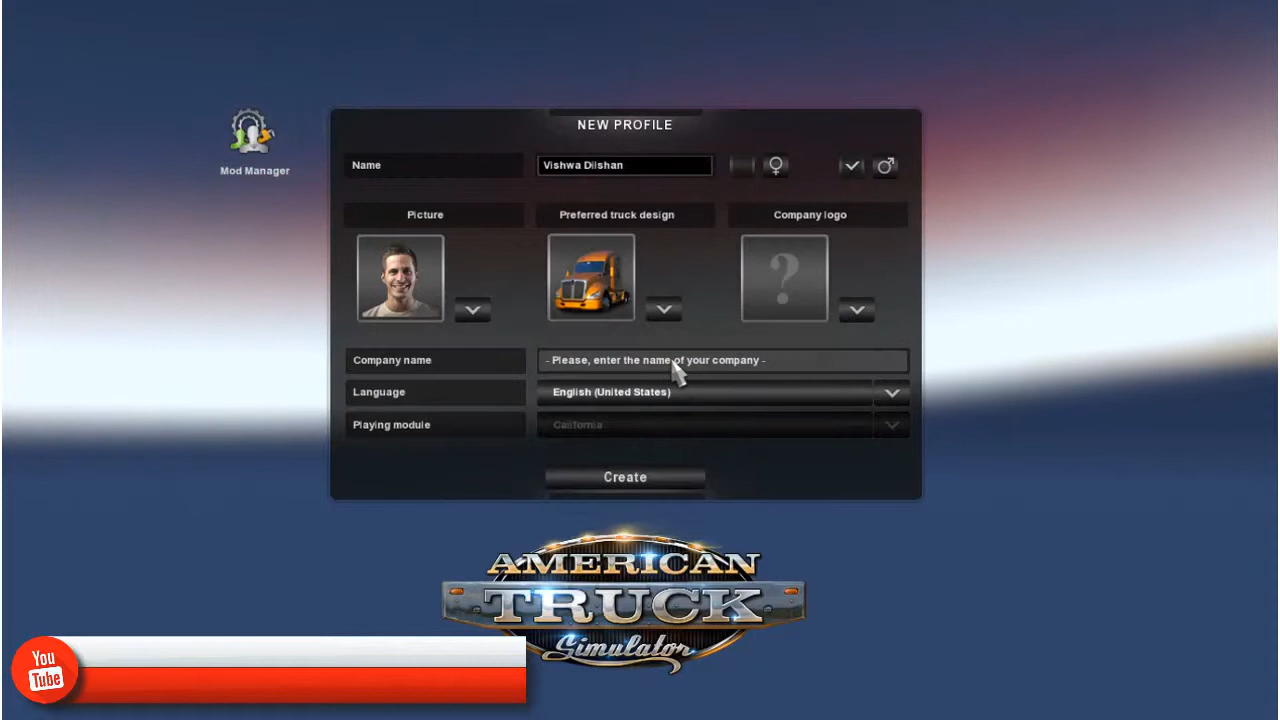 NEW PROFILE
Mod Manager
Name
Vishwa Dilshan
Picture
Preferred truck design
Company logo
?
Company name
- Please, enter the name of your company -
Language
English (United States)
Playing module
California
Create
AMERICAN
TRUCK
Simulator
You
Tube